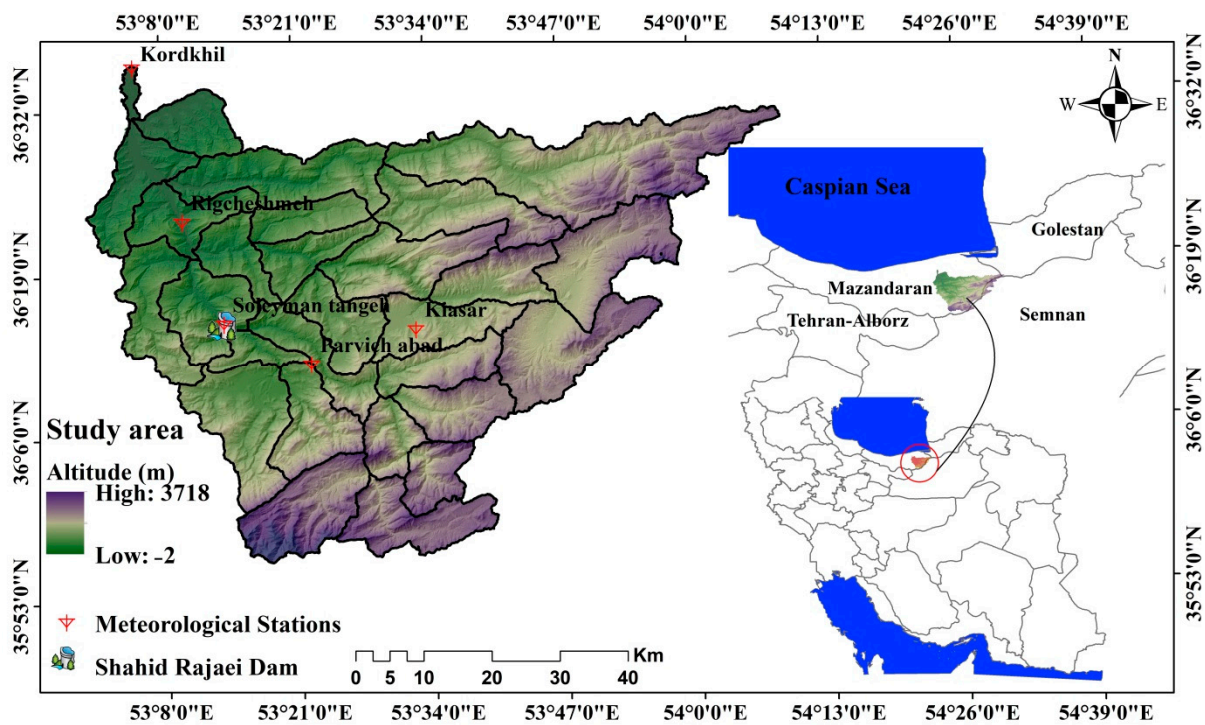 53°8'0"E 53°21'0"E 53°34'0"E 53°47'0"E 54°0'0"E 54°13'0"E 54°26'0"E 54°39'0"E
Kordkhil
N
W E
S
36°32'0"N
36°32'0"N
Caspian Sea
Rigcheshmeh
Golestan
36°19'0"N
36°19'0"N
Mazandaran
Soleyman tangeh
Kiasar
Tehran-Alborz
Semnan
Parvich abad
36°6'0"N
36°6'0"N
Study area
Altitude (m)
High: 3718
Low: -2
35°53'0"N
35°53'0"N
Meteorological Stations
Shahid Rajaei Dam
Km
0 5 10 20 30 40
53°8'0"E 53°21'0"E 53°34'0"E 53°47'0"E 54°0'0"E 54°13'0"E 54°26'0"E 54°39'0"E